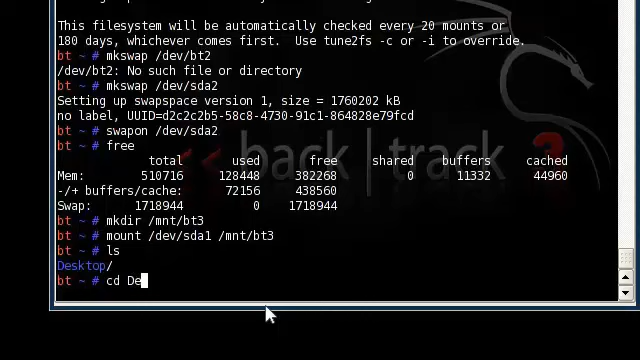 This filesystem will be automatically checked every 20 mounts or
180 days, whichever comes first.  Use tune2fs -c or -i to override.
bt ~ # mkswap /dev/bt2
/dev/bt2: No such file or directory
bt ~ # mkswap /dev/sda2
Setting up swapspace version 1, size = 1760202 kB
no label, UUID=d2c2c2b5-58c8-4730-91c1-864828e79fcd
bt ~ # swapon /dev/sda2
bt ~ # free
total used free shared buffers cached
Mem: 510716 128448 382268 0 11332 44960
-/+ buffers/cache: 72156 438560
Swap: 1718944 0 1718944
bt ~ # mkdir /mnt/bt3
bt ~ # mount /dev/sda1 /mnt/bt3
bt ~ # ls
Desktop/
bt ~ # cd De
<< back | track 3